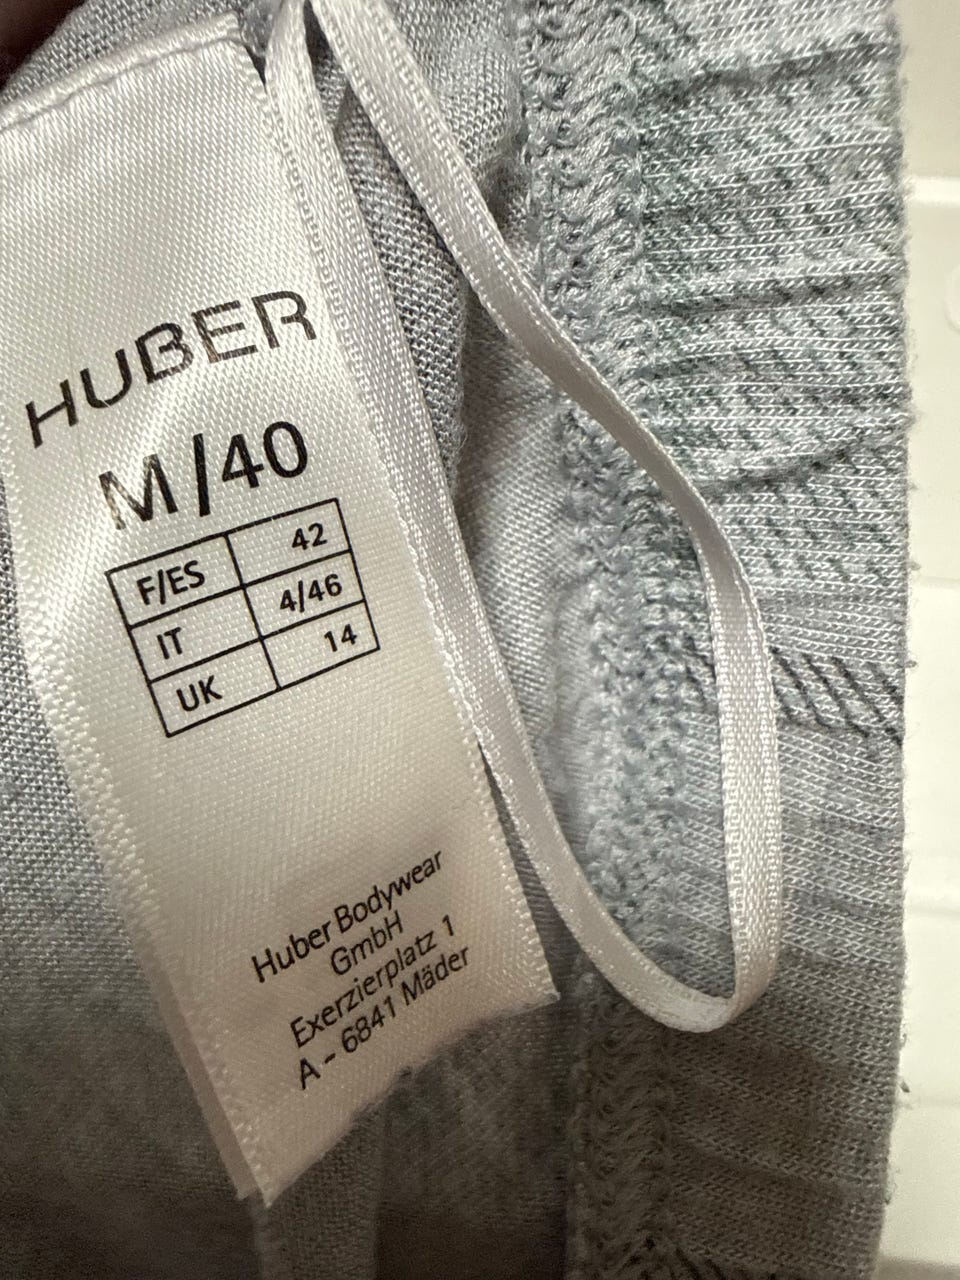 HUBER
M/40
F/ES 42
IT 4/46
UK 14
Huber Bodywear
GmbH
Exerzierplatz 1
A - 6841 Mäder